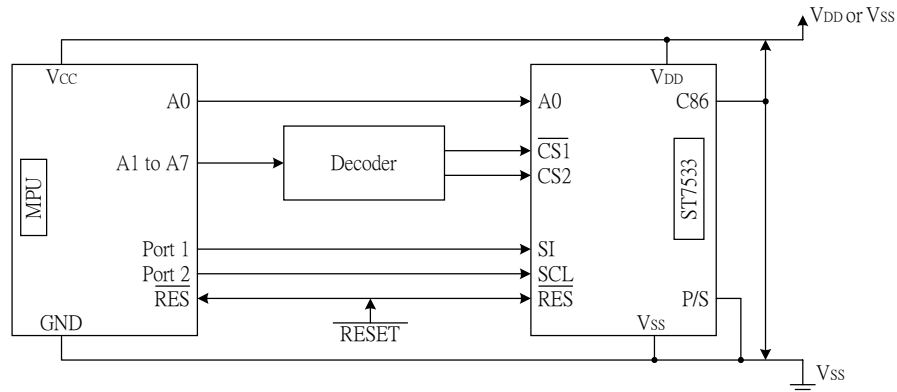 VDD or VSS
VCC
VDD
A0
A0
C86
CS1
A1 to A7
Decoder
CS2
MPU
ST7533
Port 1
SI
Port 2
SCL
RES
RES
P/S
GND
RESET
VSS
VSS